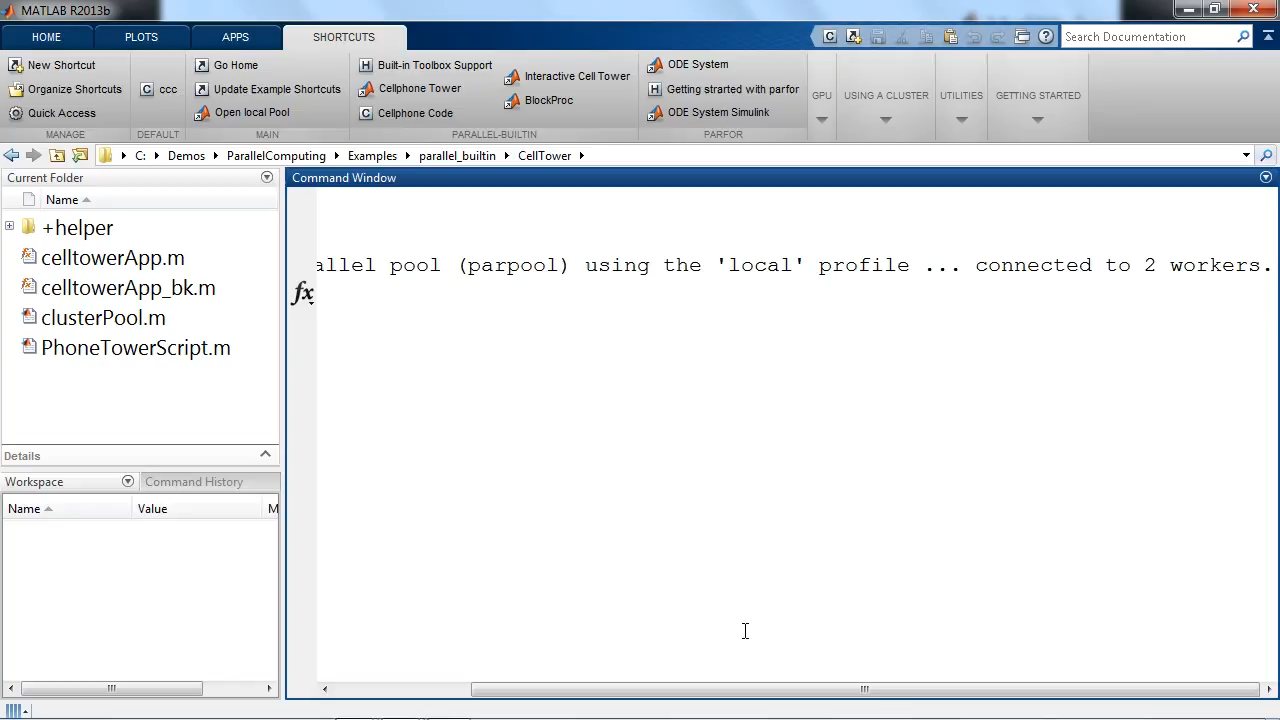 MATLAB R2013b
HOME PLOTS APPS SHORTCUTS Search Documentation
New Shortcut
Organize Shortcuts
Quick Access
MANAGE
ccc
DEFAULT
Go Home
Update Example Shortcuts
Open local Pool
MAIN
Built-in Toolbox Support
Cellphone Tower
Cellphone Code
Interactive Cell Tower
BlockProc
PARALLEL-BUILTIN
ODE System
Getting strarted with parfor
ODE System Simulink
PARFOR
GPU
USING A CLUSTER
UTILITIES
GETTING STARTED
C: Demos ParallelComputing Examples parallel_builtin CellTower
Current Folder
Name
+helper
celltowerApp.m
celltowerApp_bk.m
clusterPool.m
PhoneTowerScript.m
Details
Workspace Command History
Name Value M
Command Window
allel pool (parpool) using the 'local' profile ... connected to 2 workers.
fx